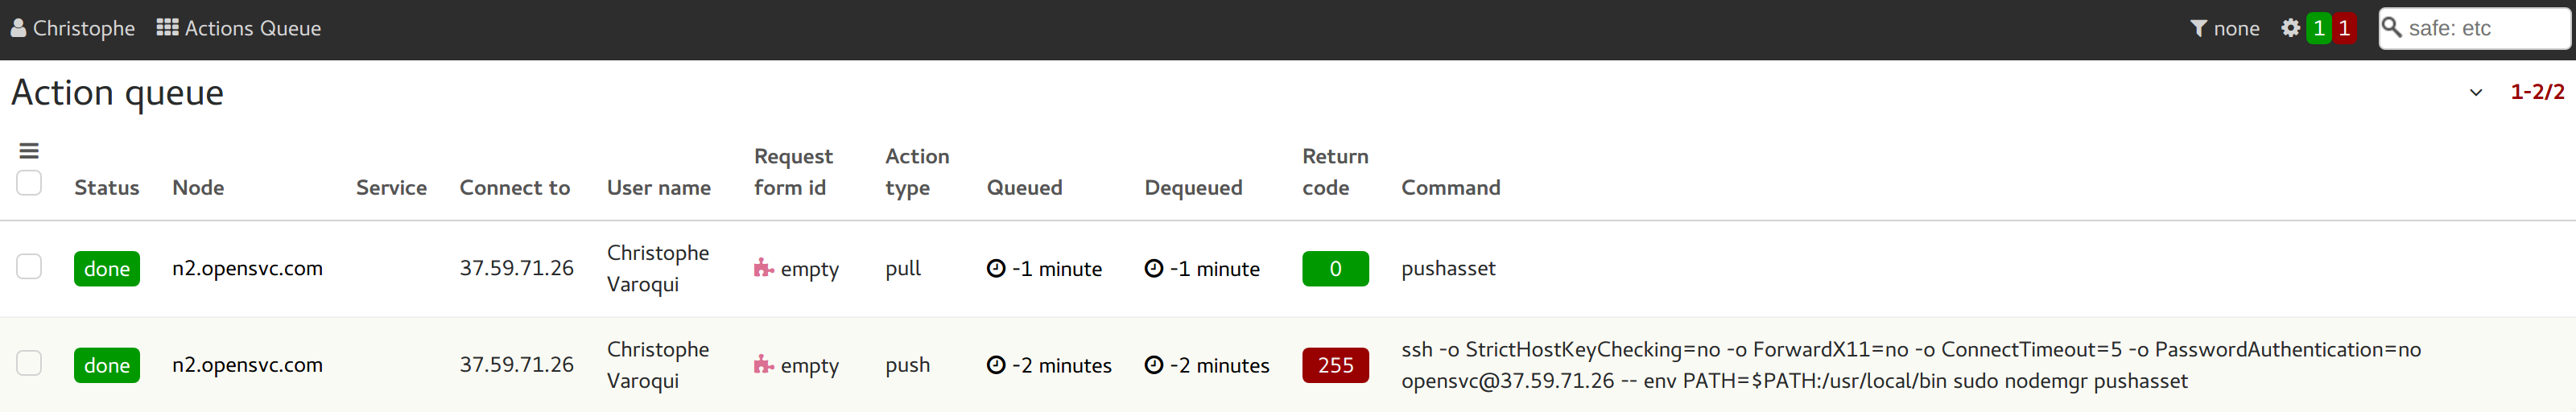 Christophe Actions Queue none 1 1 safe: etc
Action queue 1-2/2
Request Action Return
Status Node Service Connect to User name form id type Queued Dequeued code Command
Christophe
done n2.opensvc.com 37.59.71.26 empty pull -1 minute -1 minute 0 pushasset
Varoqui
Christophe ssh -o StrictHostKeyChecking=no -o ForwardX11=no -o ConnectTimeout=5 -o PasswordAuthentication=no
done n2.opensvc.com 37.59.71.26 empty push -2 minutes -2 minutes 255
Varoqui opensvc@37.59.71.26 -- env PATH=$PATH:/usr/local/bin sudo nodemgr pushasset